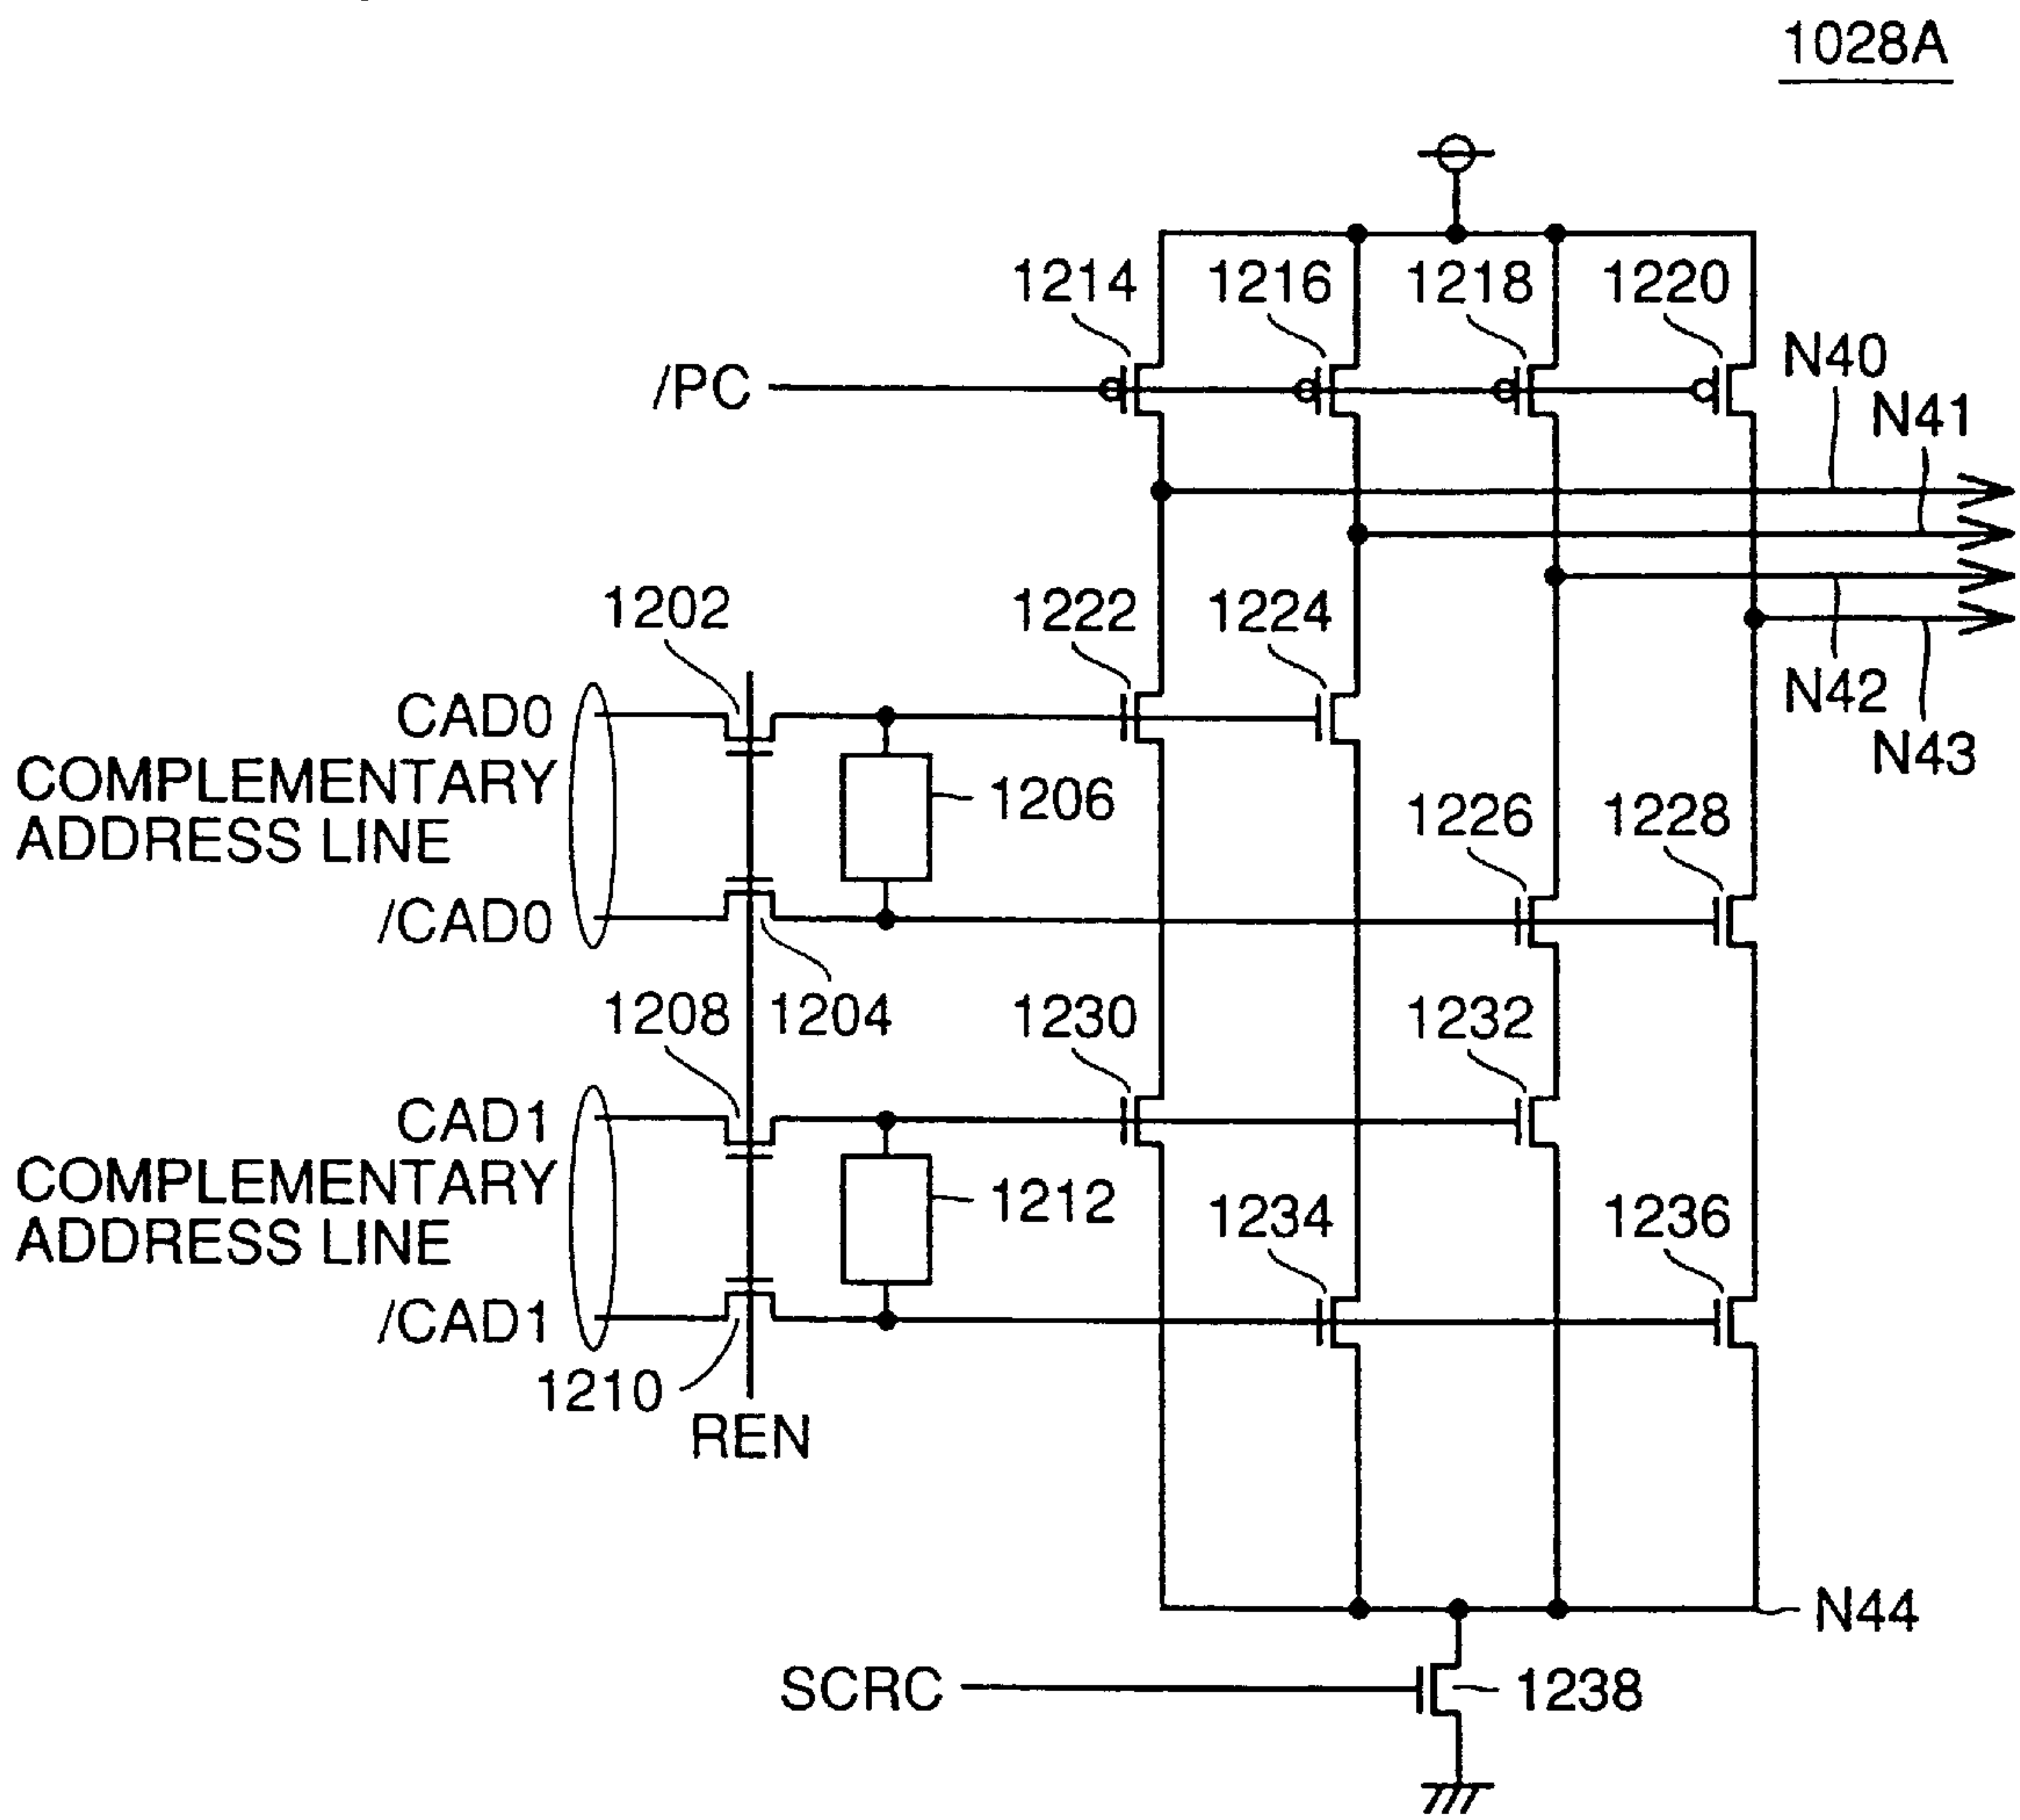 1028A
1214
1216
1218
1220
N40
/PC
N41
1202
1222
1224
N42
CAD0
N43
COMPLEMENTARY
ADDRESS LINE
1206
1226
1228
/CAD0
1208
1204
1230
1232
CAD1
COMPLEMENTARY
ADDRESS LINE
1212
1234
1236
/CAD1
1210
REN
N44
SCRC
1238